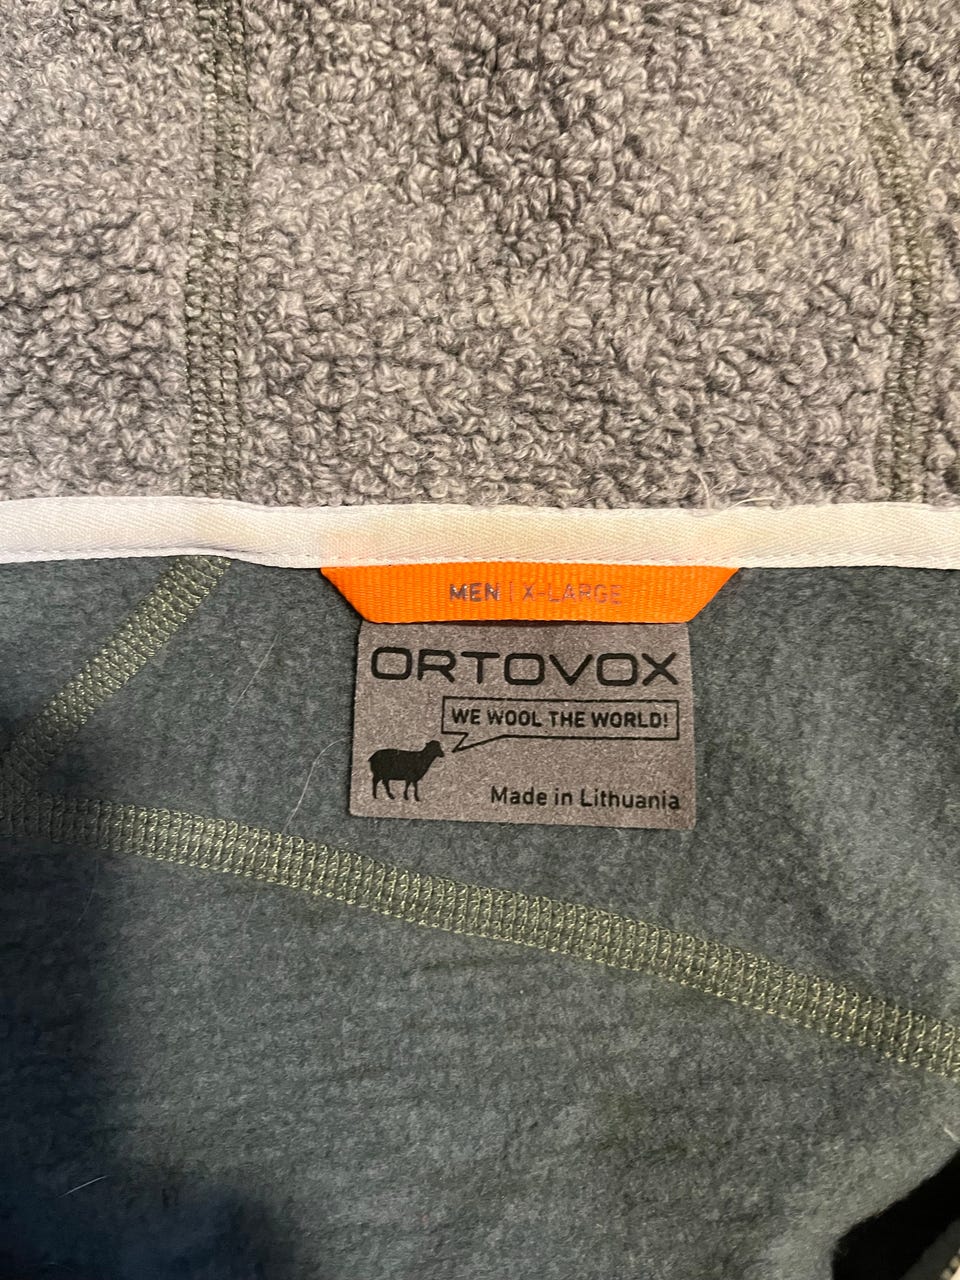 MEN | X-LARGE
ORTOVOX
WE WOOL THE WORLD!
Made in Lithuania